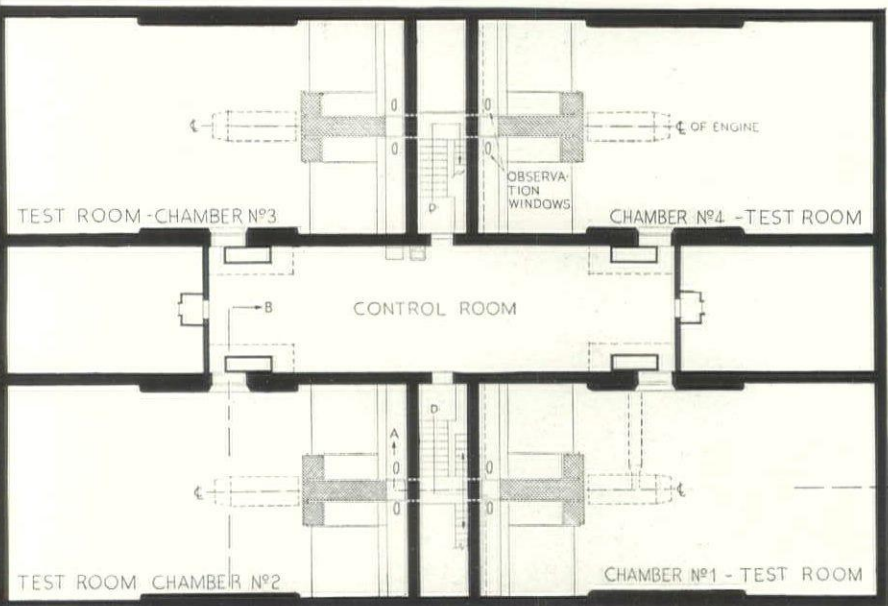 ℄ OF ENGINE
OBSERVA-
TION
WINDOWS
D
TEST ROOM - CHAMBER Nº3
CHAMBER Nº4 - TEST ROOM
B
CONTROL ROOM
D
A
℄
℄
℄
TEST ROOM CHAMBER Nº2
CHAMBER Nº1 - TEST ROOM